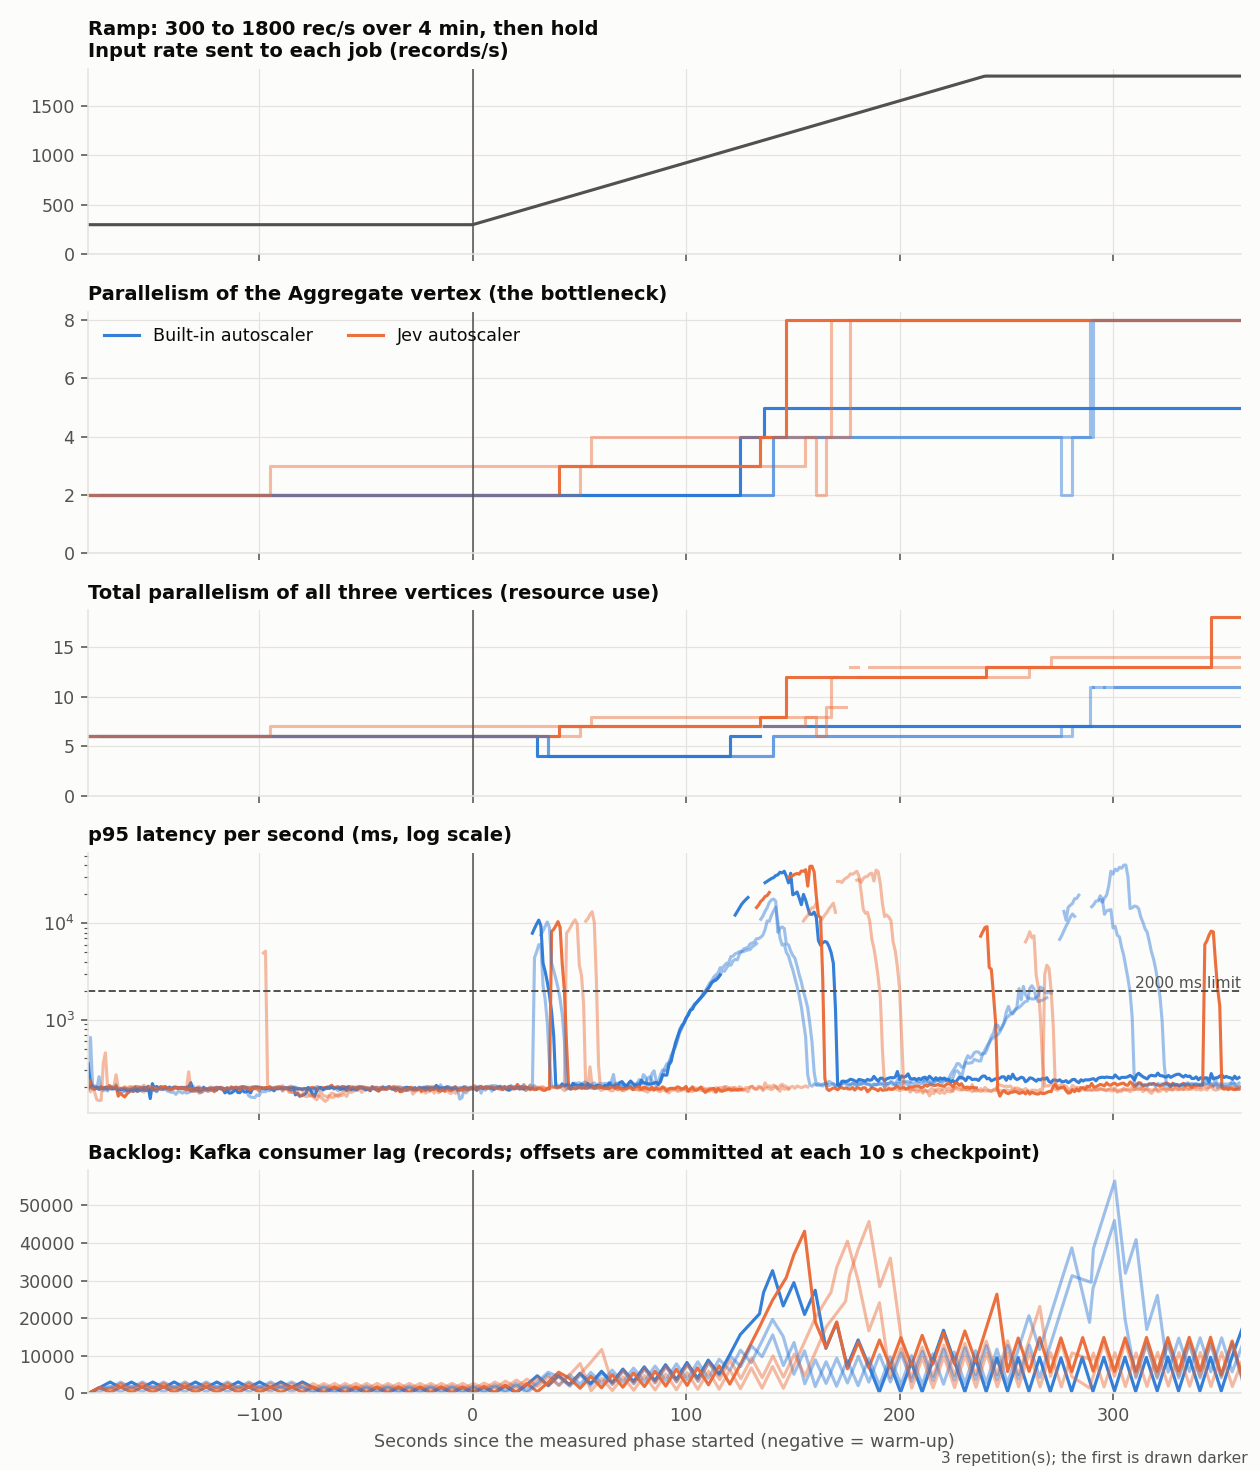 Ramp: 300 to 1800 rec/s over 4 min, then hold
Input rate sent to each job (records/s)
1500
1000
500
0
Parallelism of the Aggregate vertex (the bottleneck)
8
Built-in autoscaler
Jev autoscaler
6
4
2
0
Total parallelism of all three vertices (resource use)
15
10
5
0
p95 latency per second (ms, log scale)
10⁴
2000 ms limit
10³
Backlog: Kafka consumer lag (records; offsets are committed at each 10 s checkpoint)
50000
40000
30000
20000
10000
0
−100 0 100 200 300
Seconds since the measured phase started (negative = warm-up)
3 repetition(s); the first is drawn darker